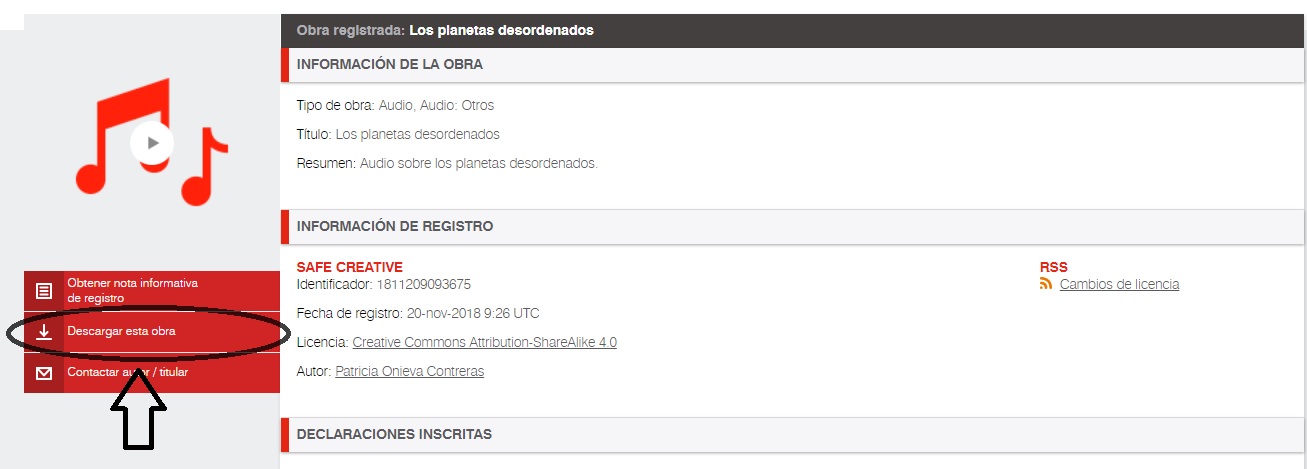 Obra registrada: Los planetas desordenados
INFORMACIÓN DE LA OBRA
Tipo de obra: Audio, Audio: Otros
Título: Los planetas desordenados
Resumen: Audio sobre los planetas desordenados.
INFORMACIÓN DE REGISTRO
SAFE CREATIVE
Identificador: 1811209093675
Fecha de registro: 20-nov-2018 9:26 UTC
Licencia: Creative Commons Attribution-ShareAlike 4.0
Autor: Patricia Onieva Contreras
RSS
Cambios de licencia
Obtener nota informativa
de registro
Descargar esta obra
Contactar autor / titular
DECLARACIONES INSCRITAS